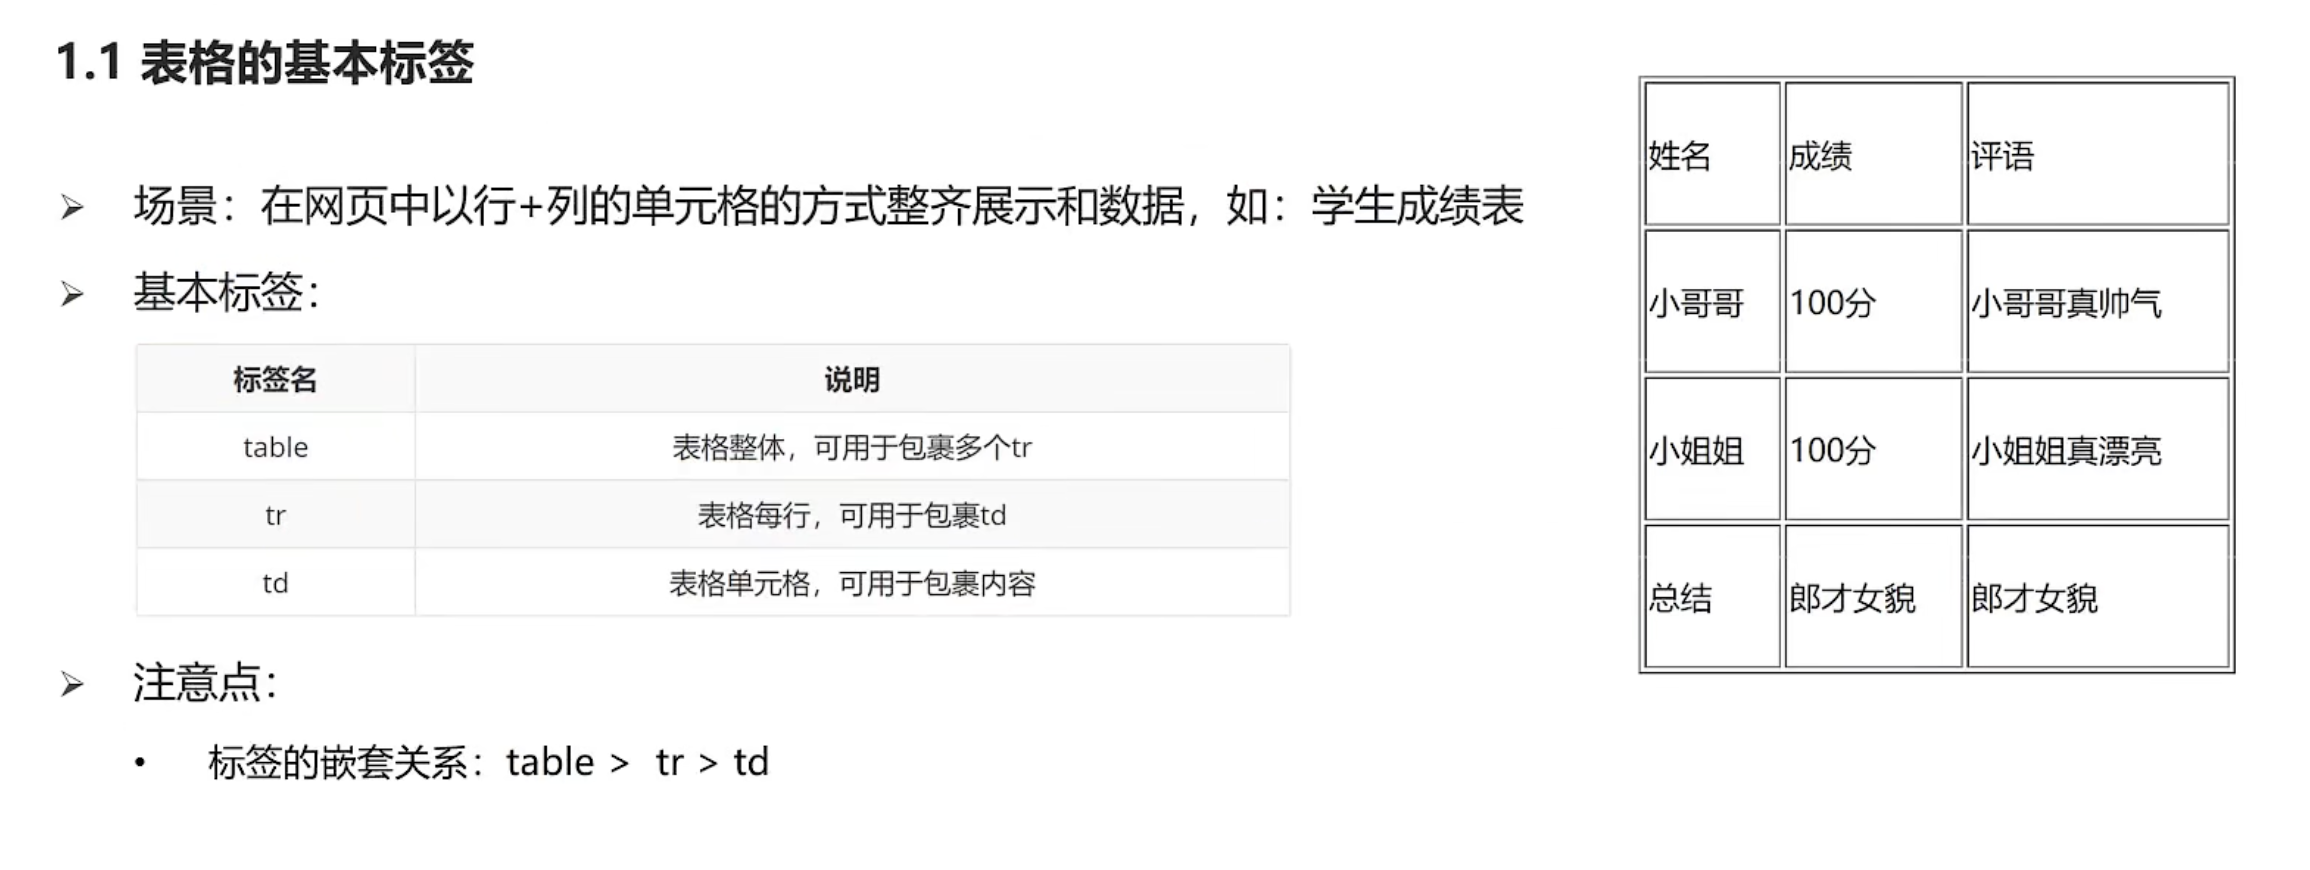 1.1 表格的基本标签
场景：在网页中以行+列的单元格的方式整齐展示和数据，如：学生成绩表
基本标签：
标签名 说明
table 表格整体，可用于包裹多个tr
tr 表格每行，可用于包裹td
td 表格单元格，可用于包裹内容
注意点：
标签的嵌套关系：table > tr > td
姓名 成绩 评语
小哥哥 100分 小哥哥真帅气
小姐姐 100分 小姐姐真漂亮
总结 郎才女貌 郎才女貌